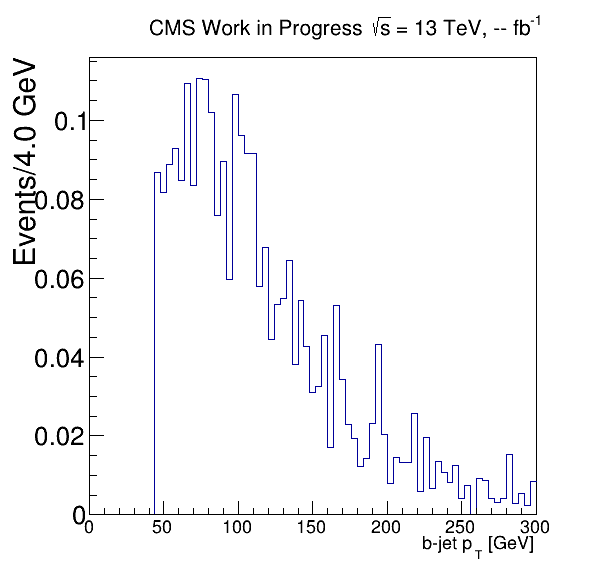 CMS Work in Progress √s = 13 TeV, -- fb-1
Events/4.0 GeV
0.1
0.08
0.06
0.04
0.02
0
0 50 100 150 200 250 300
b-jet pT [GeV]